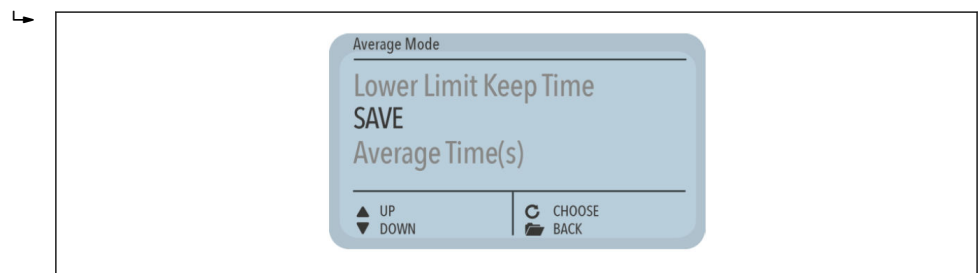 Average Mode
Lower Limit Keep Time
SAVE
Average Time(s)
UP
DOWN
CHOOSE
BACK